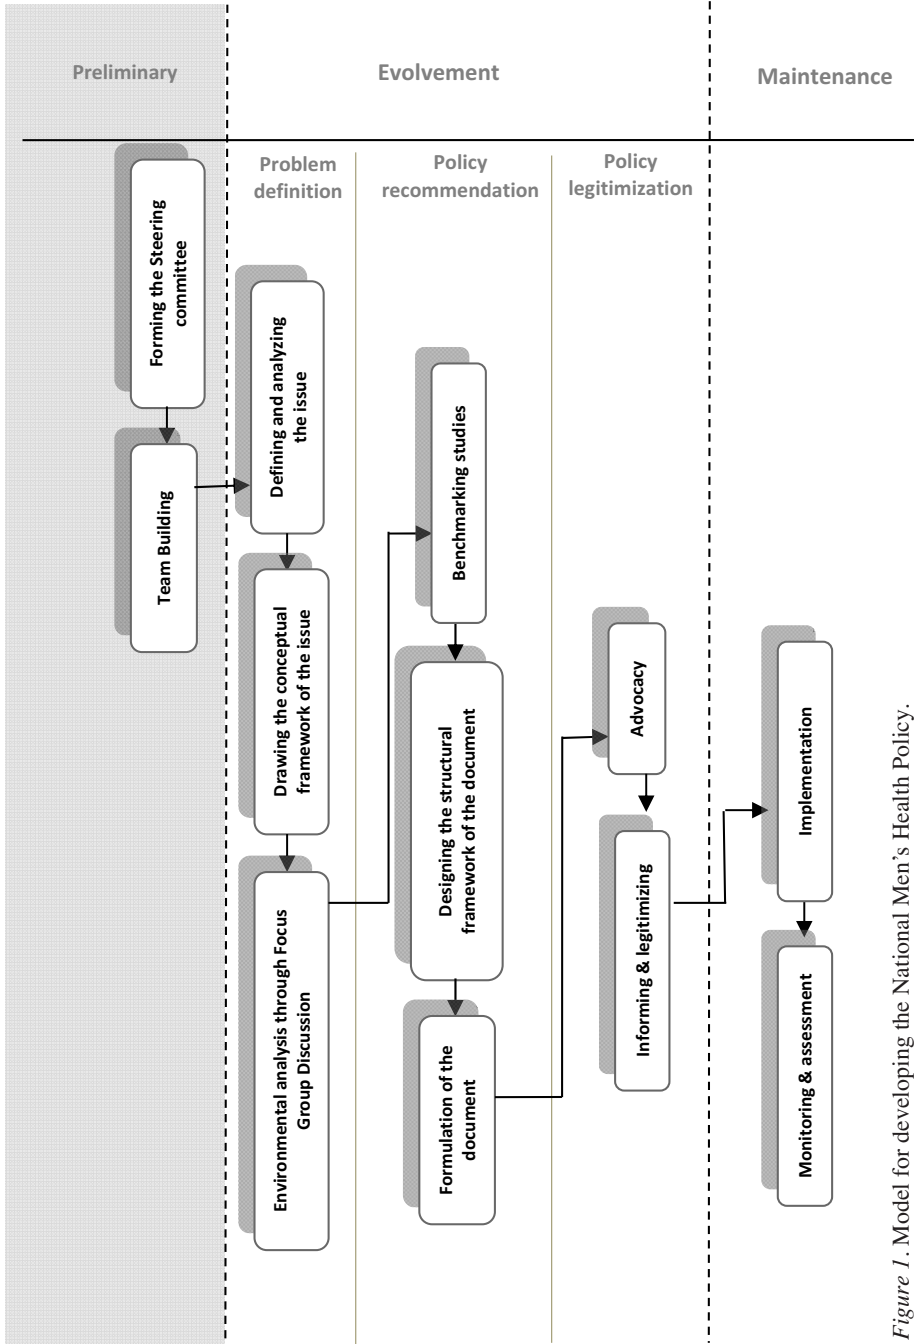 Preliminary
Evolvement
Maintenance
Problem
definition
Policy
recommendation
Policy
legitimization
Forming the Steering
committee
Team Building
Defining and analyzing
the issue
Drawing the conceptual
framework of the issue
Environmental analysis through Focus
Group Discussion
Benchmarking studies
Designing the structural
framework of the document
Formulation of the
document
Advocacy
Informing & legitimizing
Implementation
Monitoring & assessment
Figure 1. Model for developing the National Men’s Health Policy.